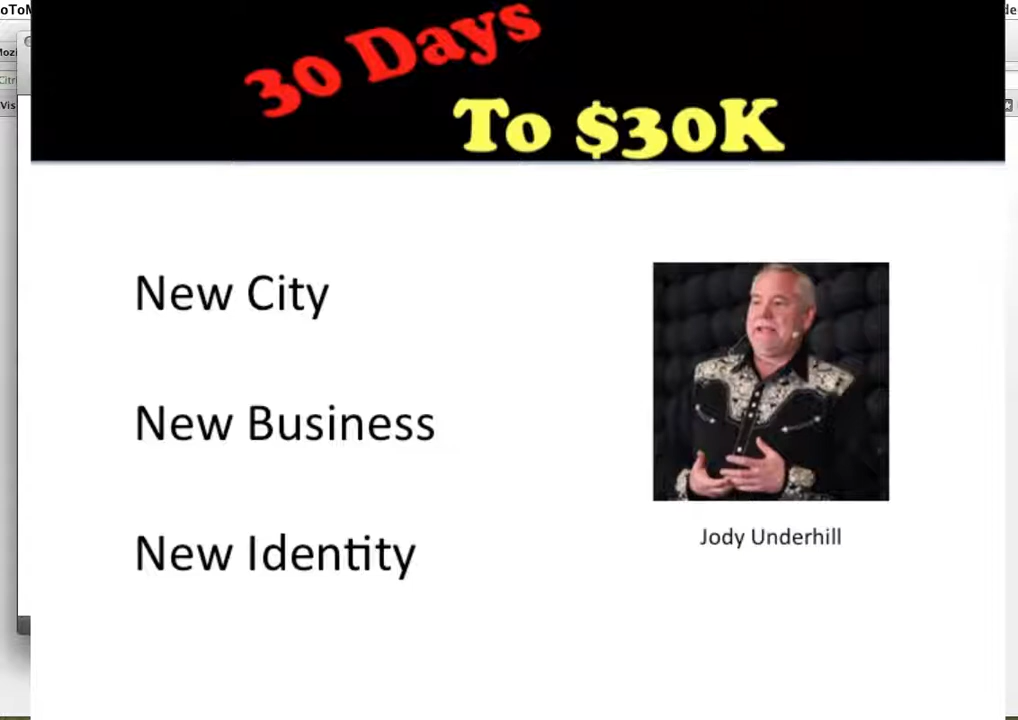 30 Days
To $30K
New City
New Business
New Identity
Jody Underhill